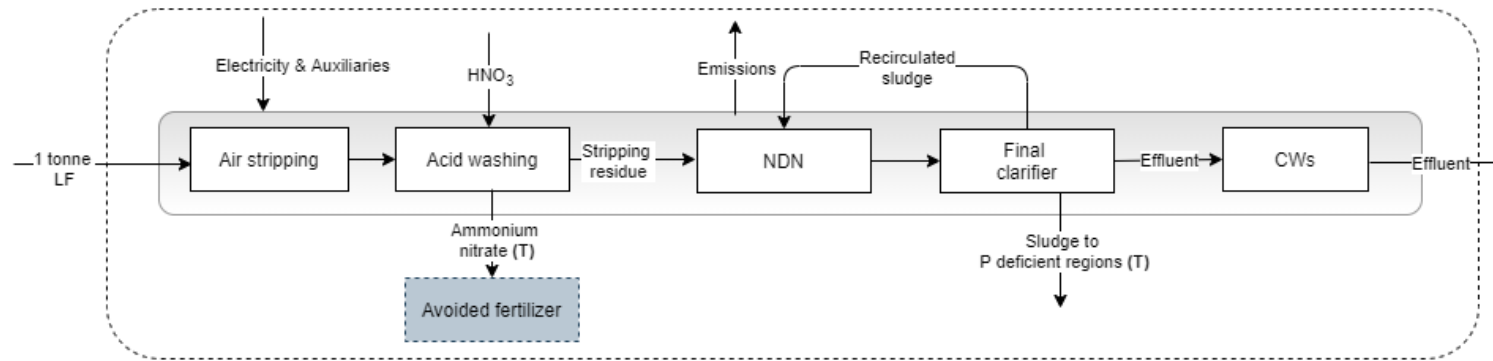 Electricity & Auxiliaries
HNO3
Emissions
Recirculated
sludge
1 tonne
LF
Air stripping
Acid washing
Stripping
residue
NDN
Final
clarifier
Effluent
CWs
Effluent
Ammonium
nitrate (T)
Sludge to
P deficient regions (T)
Avoided fertilizer